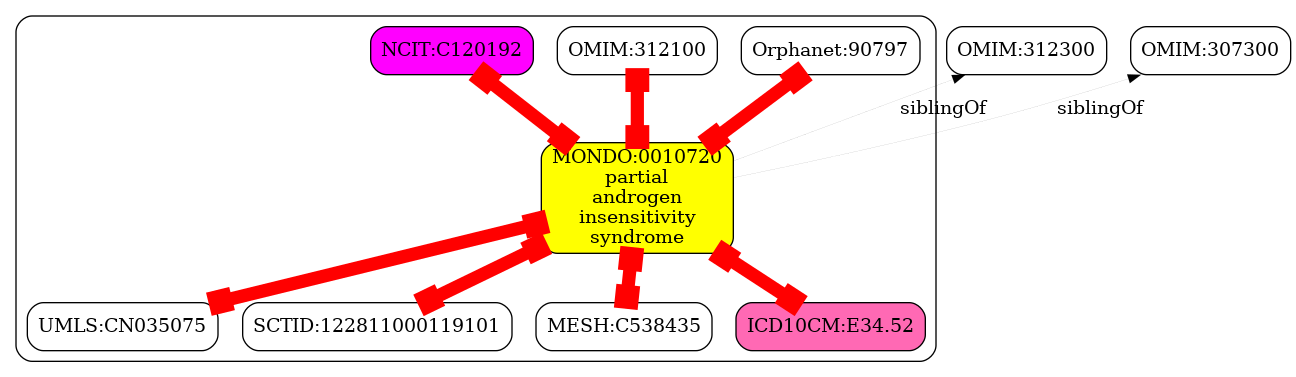 NCIT:C120192
OMIM:312100
Orphanet:90797
OMIM:312300
OMIM:307300
siblingOf
siblingOf
MONDO:0010720
partial
androgen
insensitivity
syndrome
UMLS:CN035075
SCTID:122811000119101
MESH:C538435
ICD10CM:E34.52